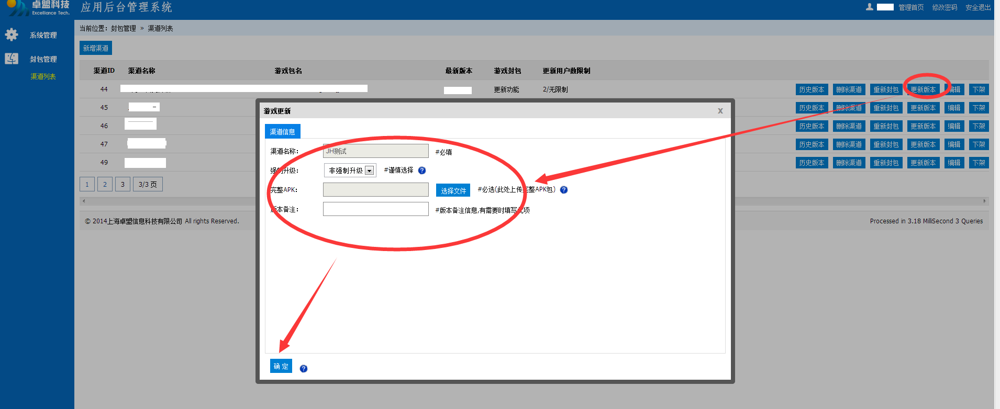 卓盟科技
Excelliance Tech.
应用后台管理系统
管理首页 修改密码 安全退出
系统管理
封包管理
渠道列表
当前位置：封包管理 » 渠道列表
新增渠道
渠道ID 渠道名称 游戏包名 最新版本 游戏封包 更新用户数限制
44 更新功能 2/无限制 历史版本 删除渠道 重新封包 更新版本 编辑 下架
45 历史版本 删除渠道 重新封包 更新版本 编辑 下架
46 历史版本 删除渠道 重新封包 更新版本 编辑 下架
47 历史版本 删除渠道 重新封包 更新版本 编辑 下架
49 历史版本 删除渠道 重新封包 更新版本 编辑 下架
1 2 3 3/3 页
© 2014上海卓盟信息科技有限公司 All rights Reserved.
Processed in 3.18 MilliSecond 3 Queries
游戏更新 X
渠道信息
渠道名称： JH测试 #必填
强制升级： 非强制升级 #谨慎选择 ?
完整APK： 选择文件 #必选(此处上传完整APK包) ?
版本备注： #版本备注信息,有需要时填写此项
确 定 ?